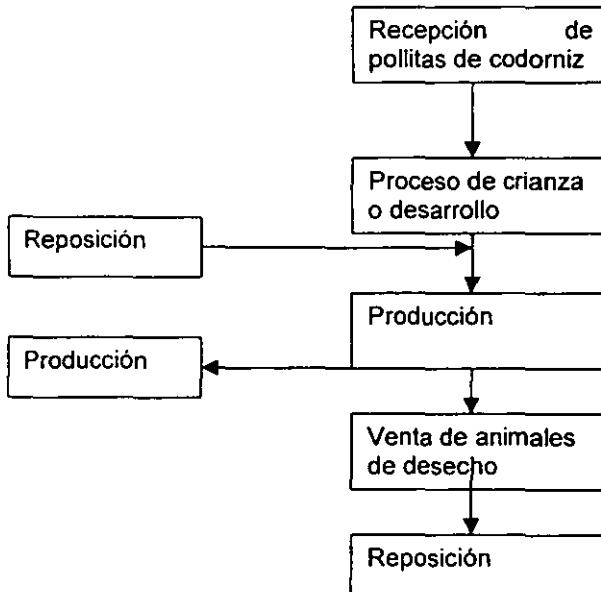 Recepción de
pollitas de codorniz
Proceso de crianza
o desarrollo
Reposición
Producción
Producción
Venta de animales
de desecho
Reposición